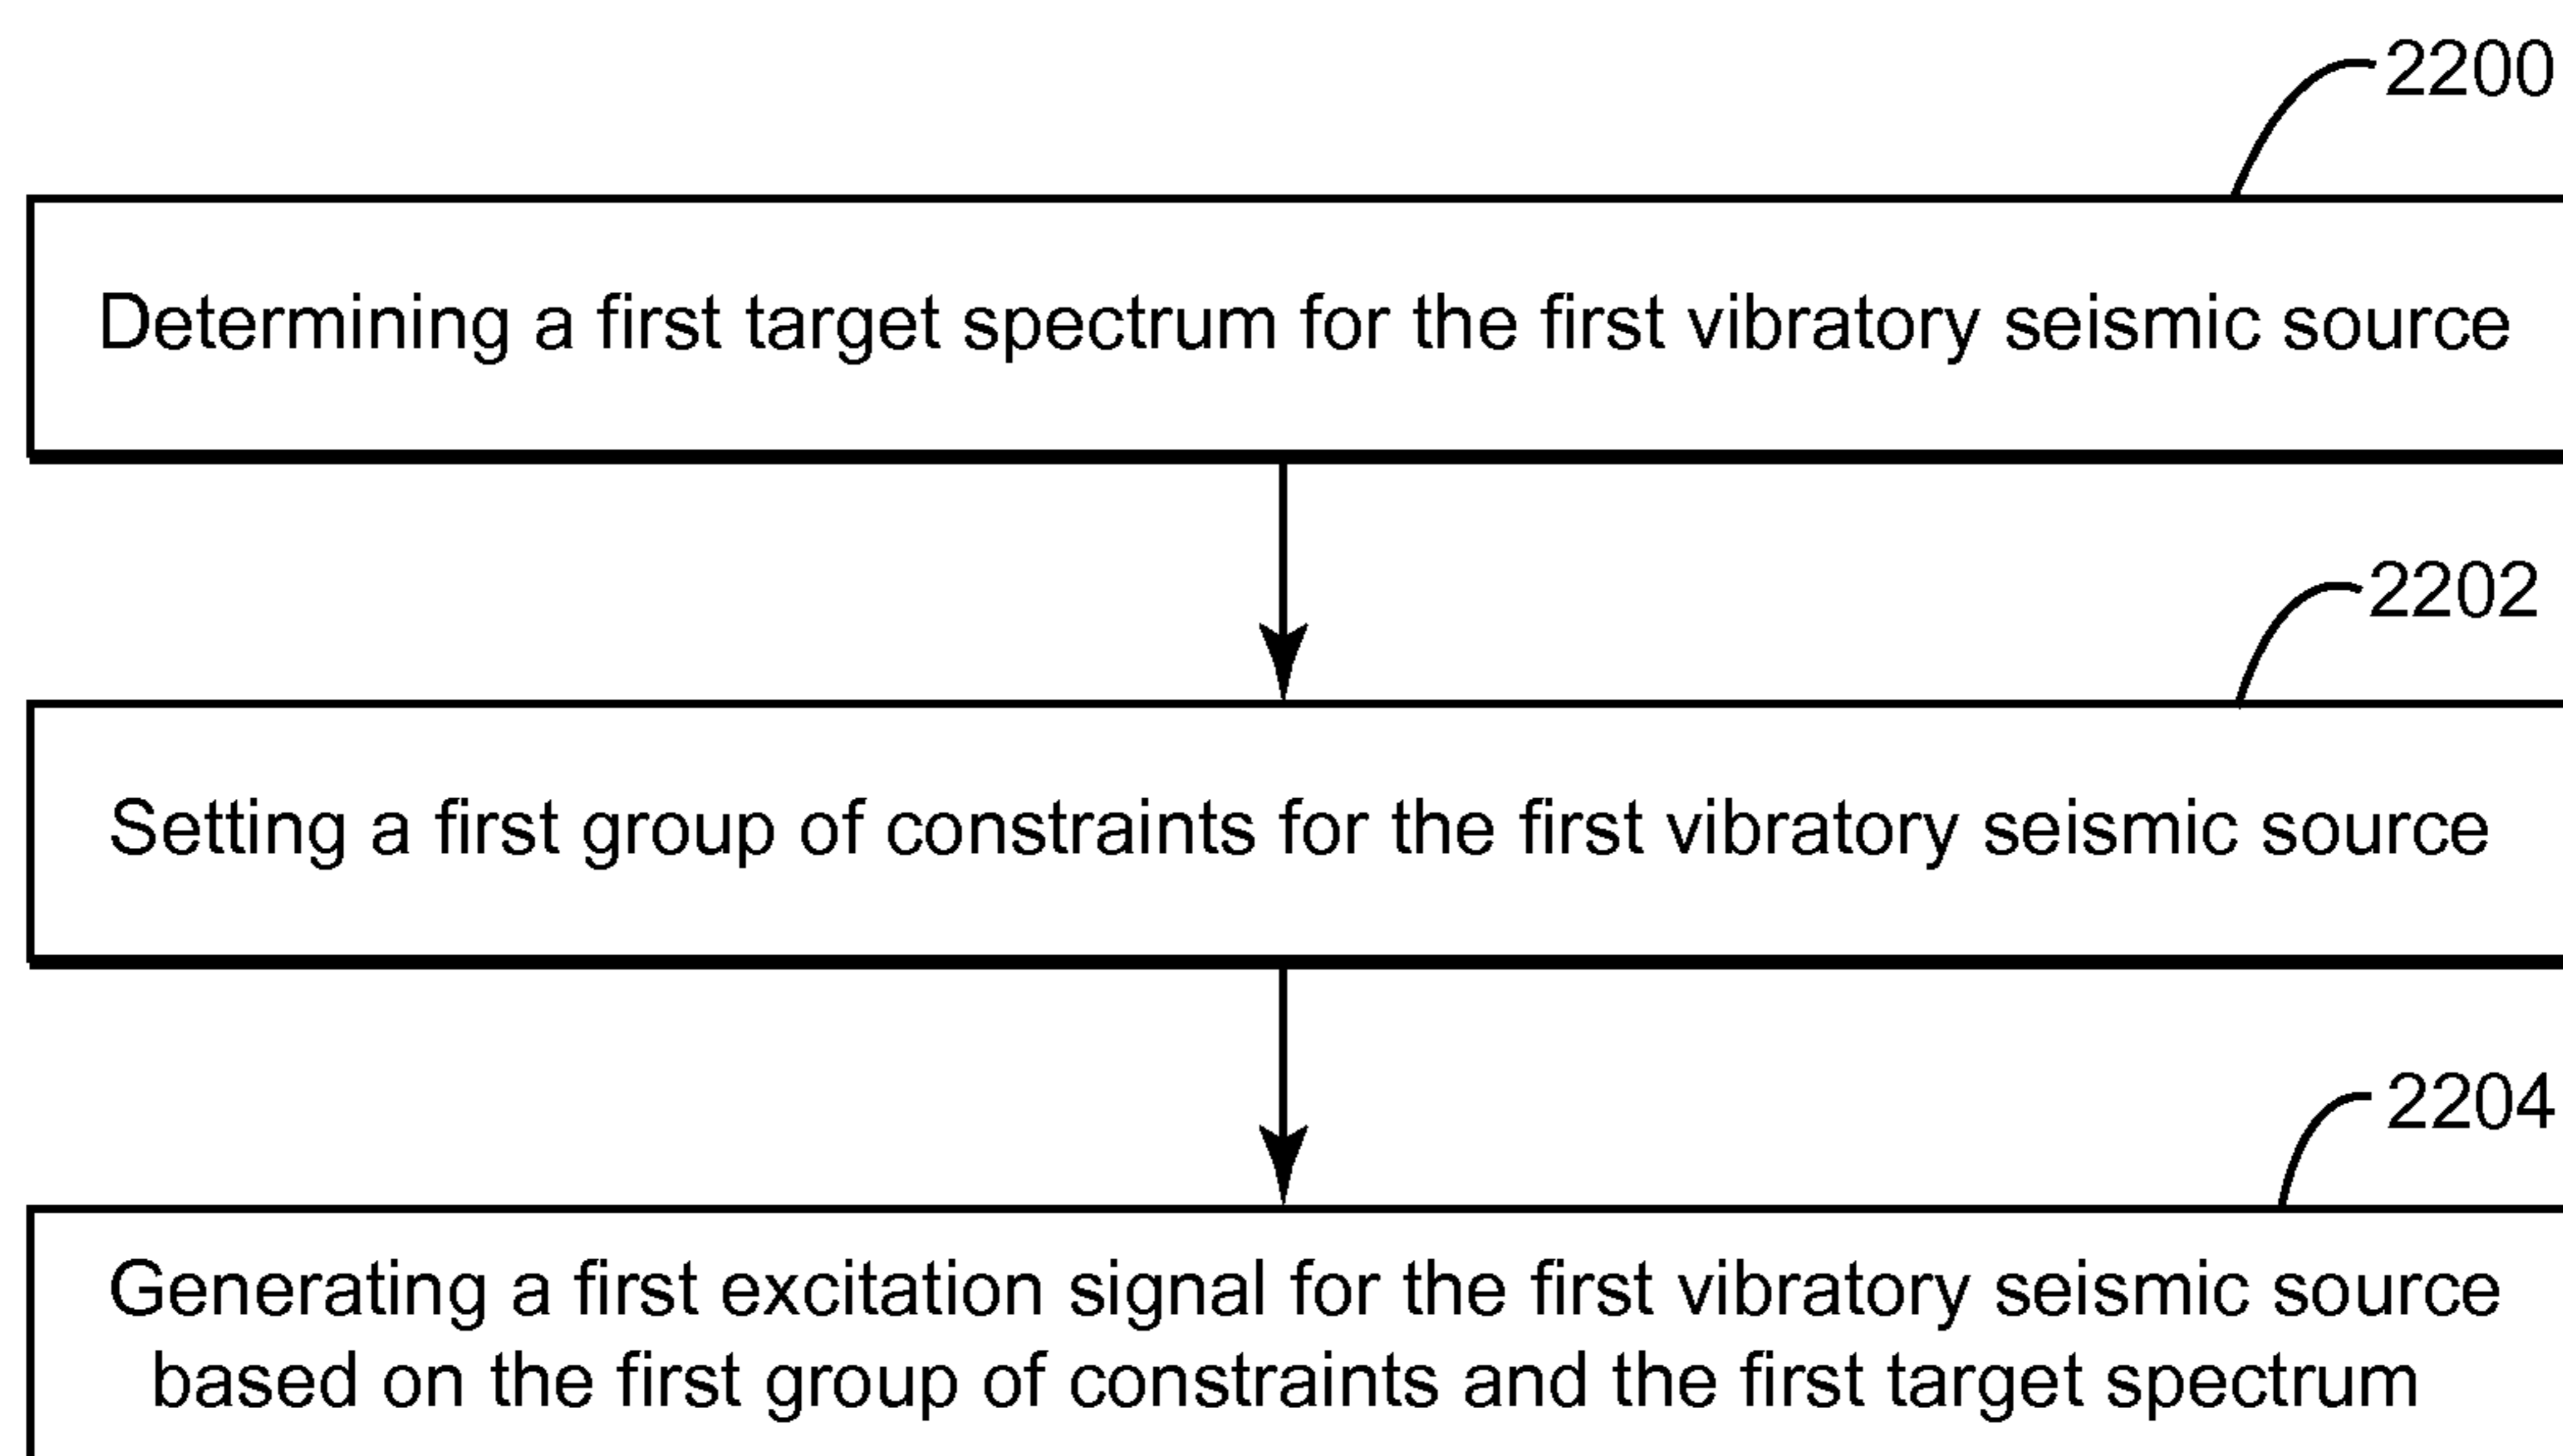 2200
Determining a first target spectrum for the first vibratory seismic source
2202
Setting a first group of constraints for the first vibratory seismic source
2204
Generating a first excitation signal for the first vibratory seismic source
based on the first group of constraints and the first target spectrum